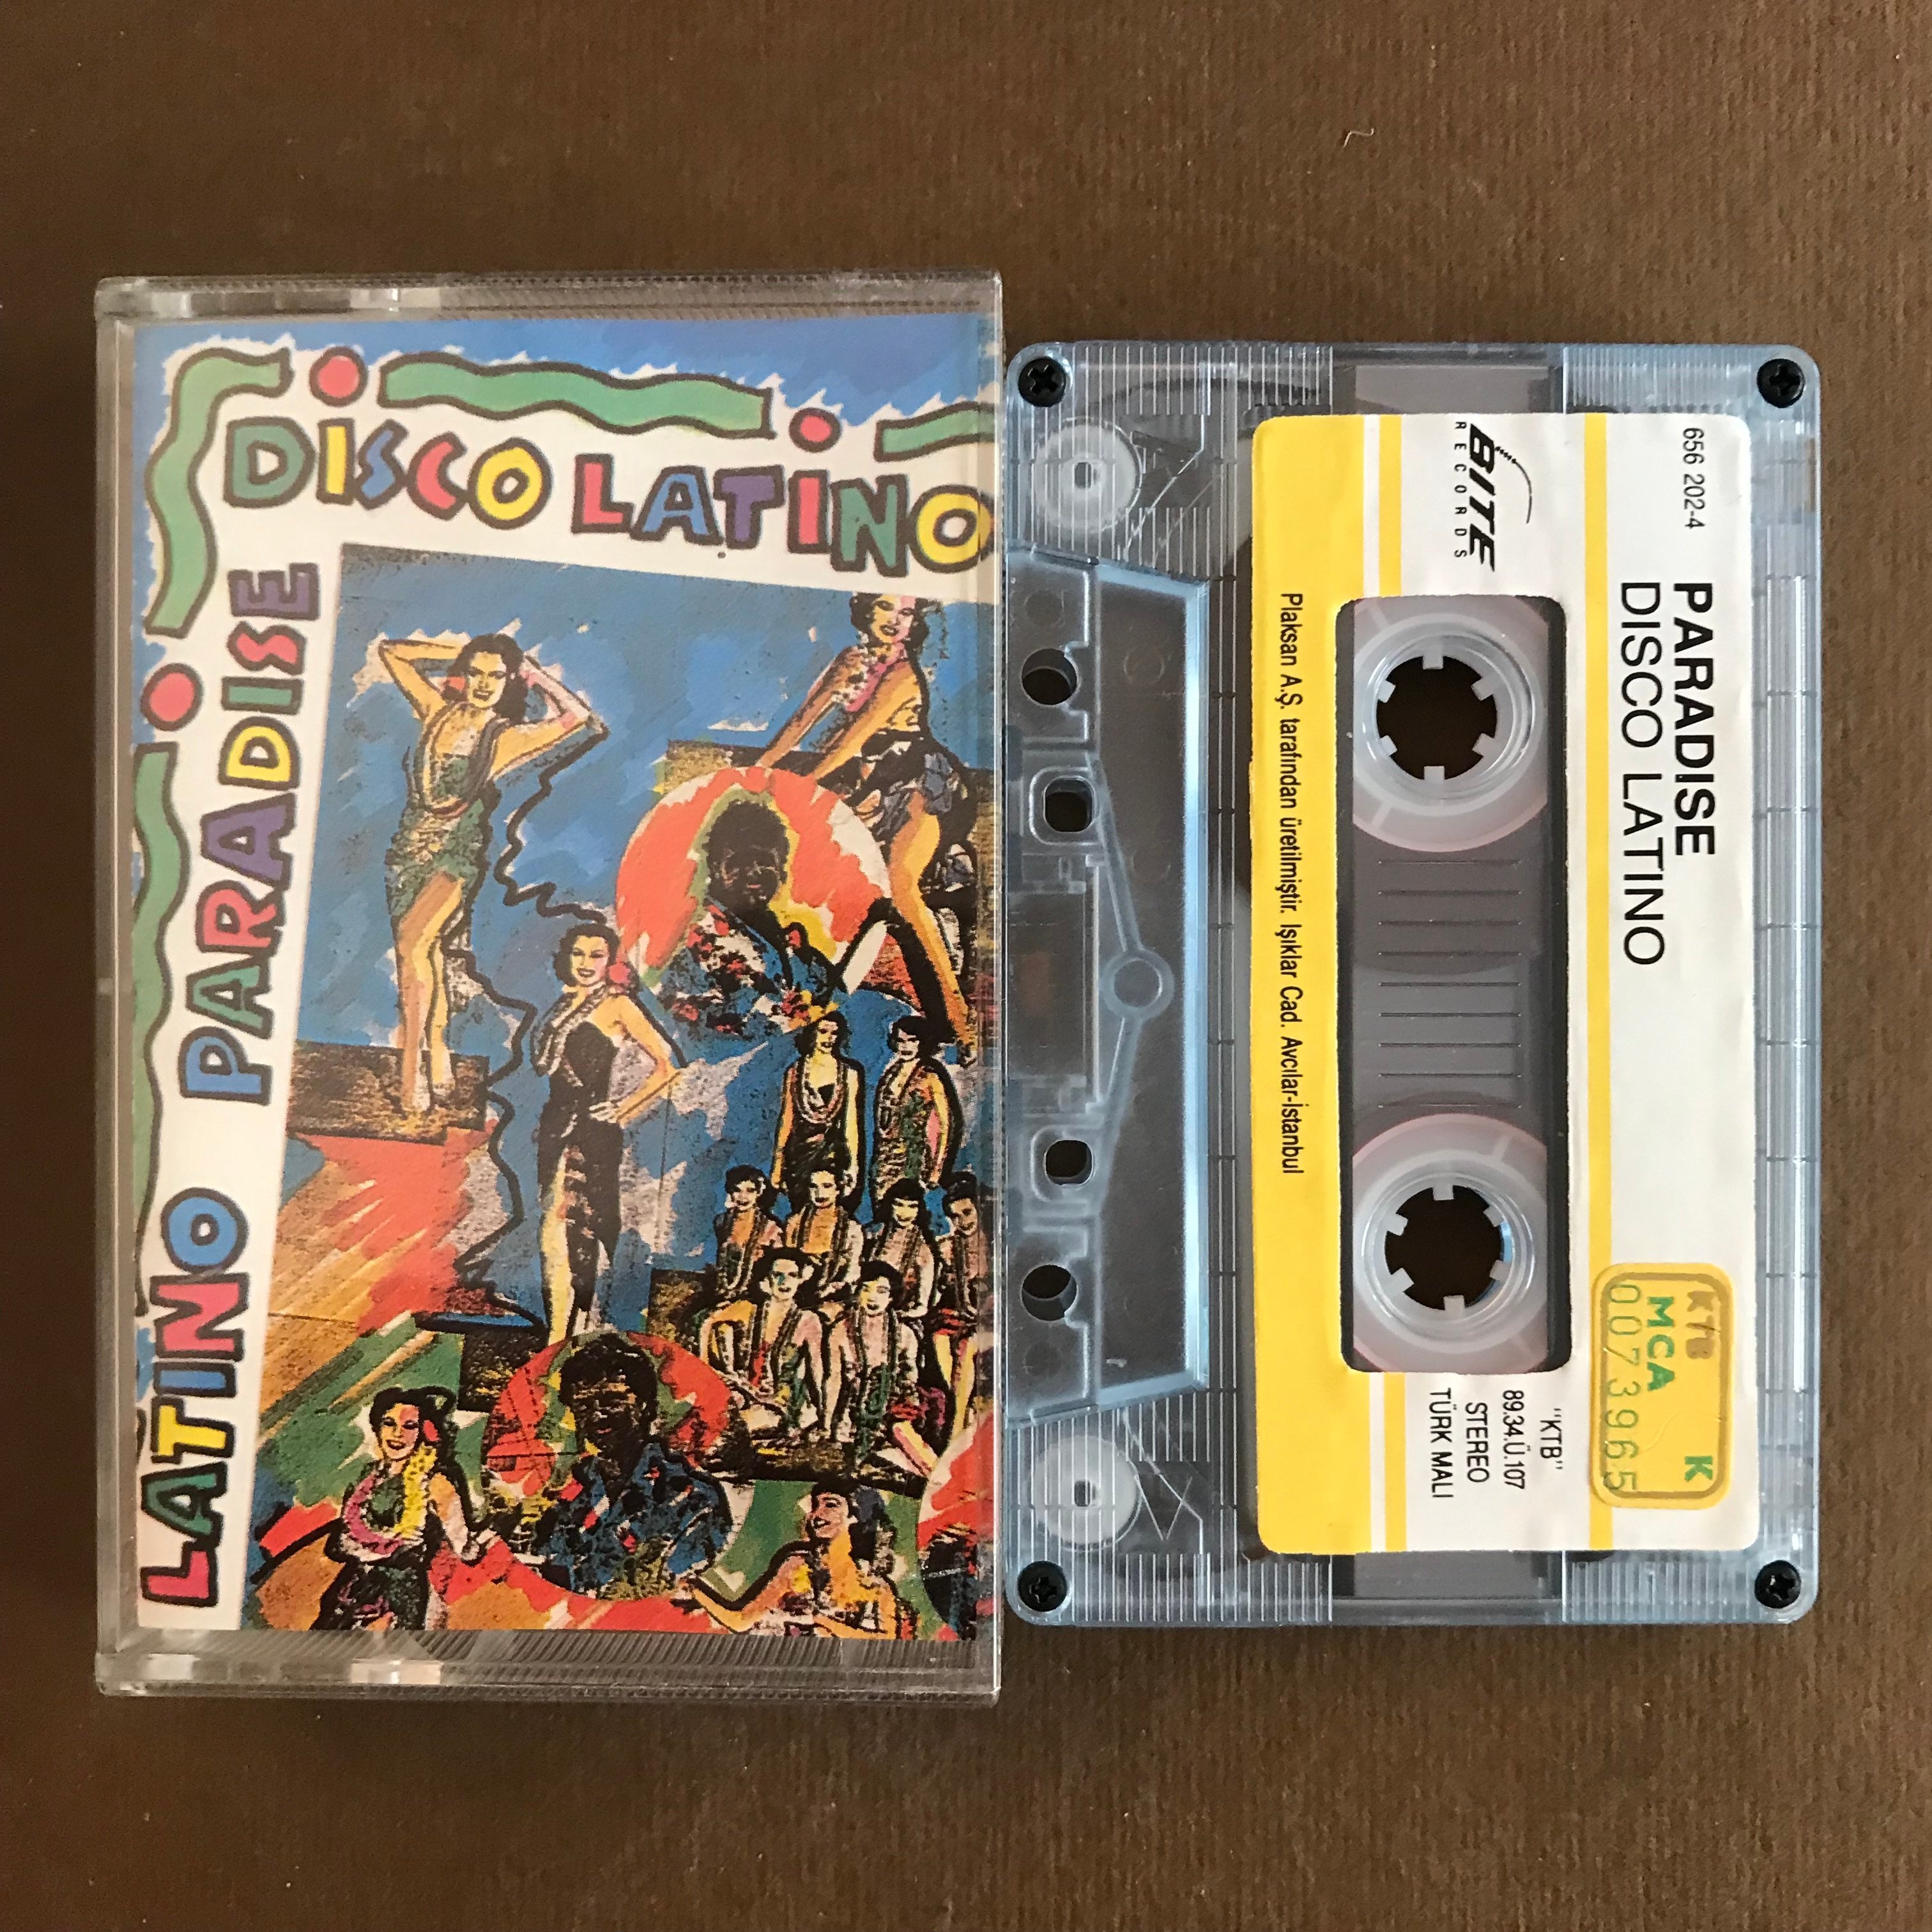 DISCO LATINO
LATINO PARADISE
656 202-4
PARADISE
DISCO LATINO
BITE
RECORDS
KTB
MCA K
0073965
"KTB"
89.34.Ü.107
STEREO
TÜRK MALI
Plaksan A.Ş. tarafından üretilmiştir. Işıklar Cad. Avcılar-İstanbul